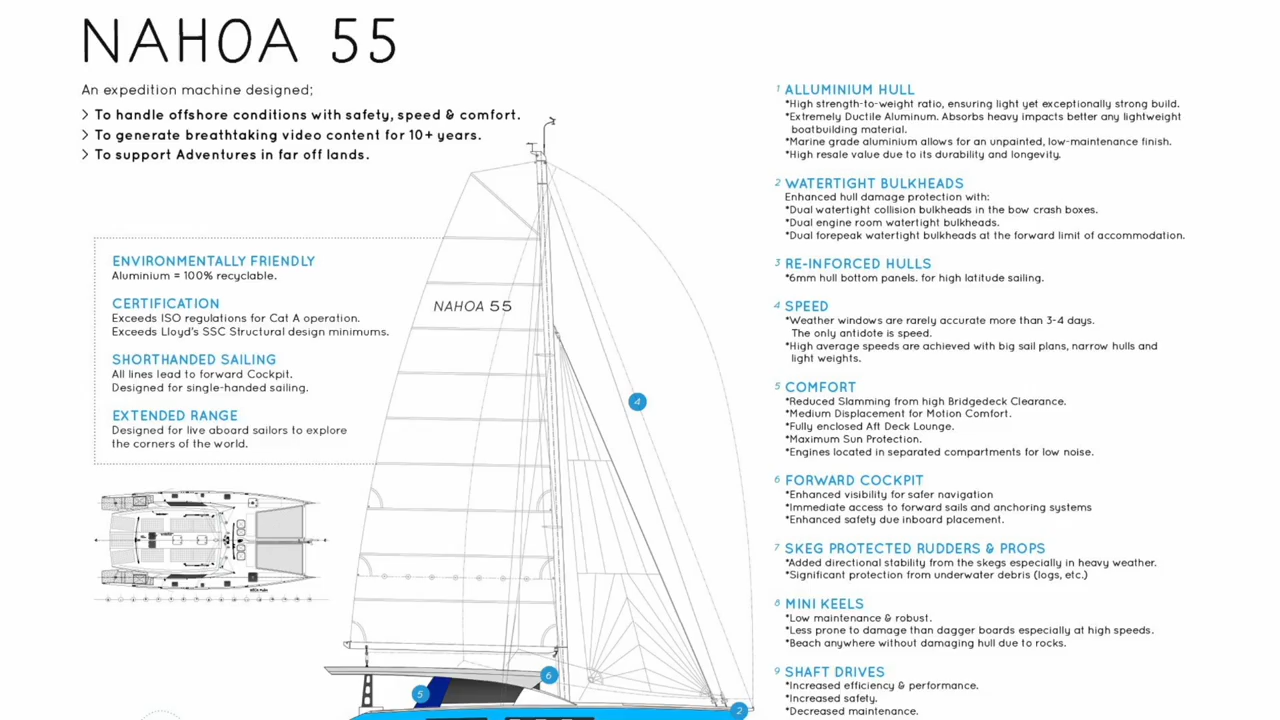 NAHOA 55
An expedition machine designed;
> To handle offshore conditions with safety, speed & comfort.
> To generate breathtaking video content for 10+ years.
> To support Adventures in far off lands.
ENVIRONMENTALLY FRIENDLY
Aluminium = 100% recyclable.
CERTIFICATION
Exceeds ISO regulations for Cat A operation.
Exceeds Lloyd's SSC Structural design minimums.
SHORTHANDED SAILING
All lines lead to forward Cockpit.
Designed for single-handed sailing.
EXTENDED RANGE
Designed for live aboard sailors to explore
the corners of the world.
NAHOA 55
4
6
5
2
1 ALLUMINIUM HULL
*High strength-to-weight ratio, ensuring light yet exceptionally strong build.
*Extremely Ductile Aluminum. Absorbs heavy impacts better any lightweight
boatbuilding material.
*Marine grade aluminium allows for an unpainted, low-maintenance finish.
*High resale value due to its durability and longevity.
2 WATERTIGHT BULKHEADS
Enhanced hull damage protection with:
*Dual watertight collision bulkheads in the bow crash boxes.
*Dual engine room watertight bulkheads.
*Dual forepeak watertight bulkheads at the forward limit of accommodation.
3 RE-INFORCED HULLS
*6mm hull bottom panels. for high latitude sailing.
4 SPEED
*Weather windows are rarely accurate more than 3-4 days.
The only antidote is speed.
*High average speeds are achieved with big sail plans, narrow hulls and
light weights.
5 COMFORT
*Reduced Slamming from high Bridgedeck Clearance.
*Medium Displacement for Motion Comfort.
*Fully enclosed Aft Deck Lounge.
*Maximum Sun Protection.
*Engines located in separated compartments for low noise.
6 FORWARD COCKPIT
*Enhanced visibility for safer navigation
*Immediate access to forward sails and anchoring systems
*Enhanced safety due inboard placement.
7 SKEG PROTECTED RUDDERS & PROPS
*Added directional stability from the skegs especially in heavy weather.
*Significant protection from underwater debris (logs, etc.)
8 MINI KEELS
*Low maintenance & robust.
*Less prone to damage than dagger boards especially at high speeds.
*Beach anywhere without damaging hull due to rocks.
9 SHAFT DRIVES
*Increased efficiency & performance.
*Increased safety.
*Decreased maintenance.